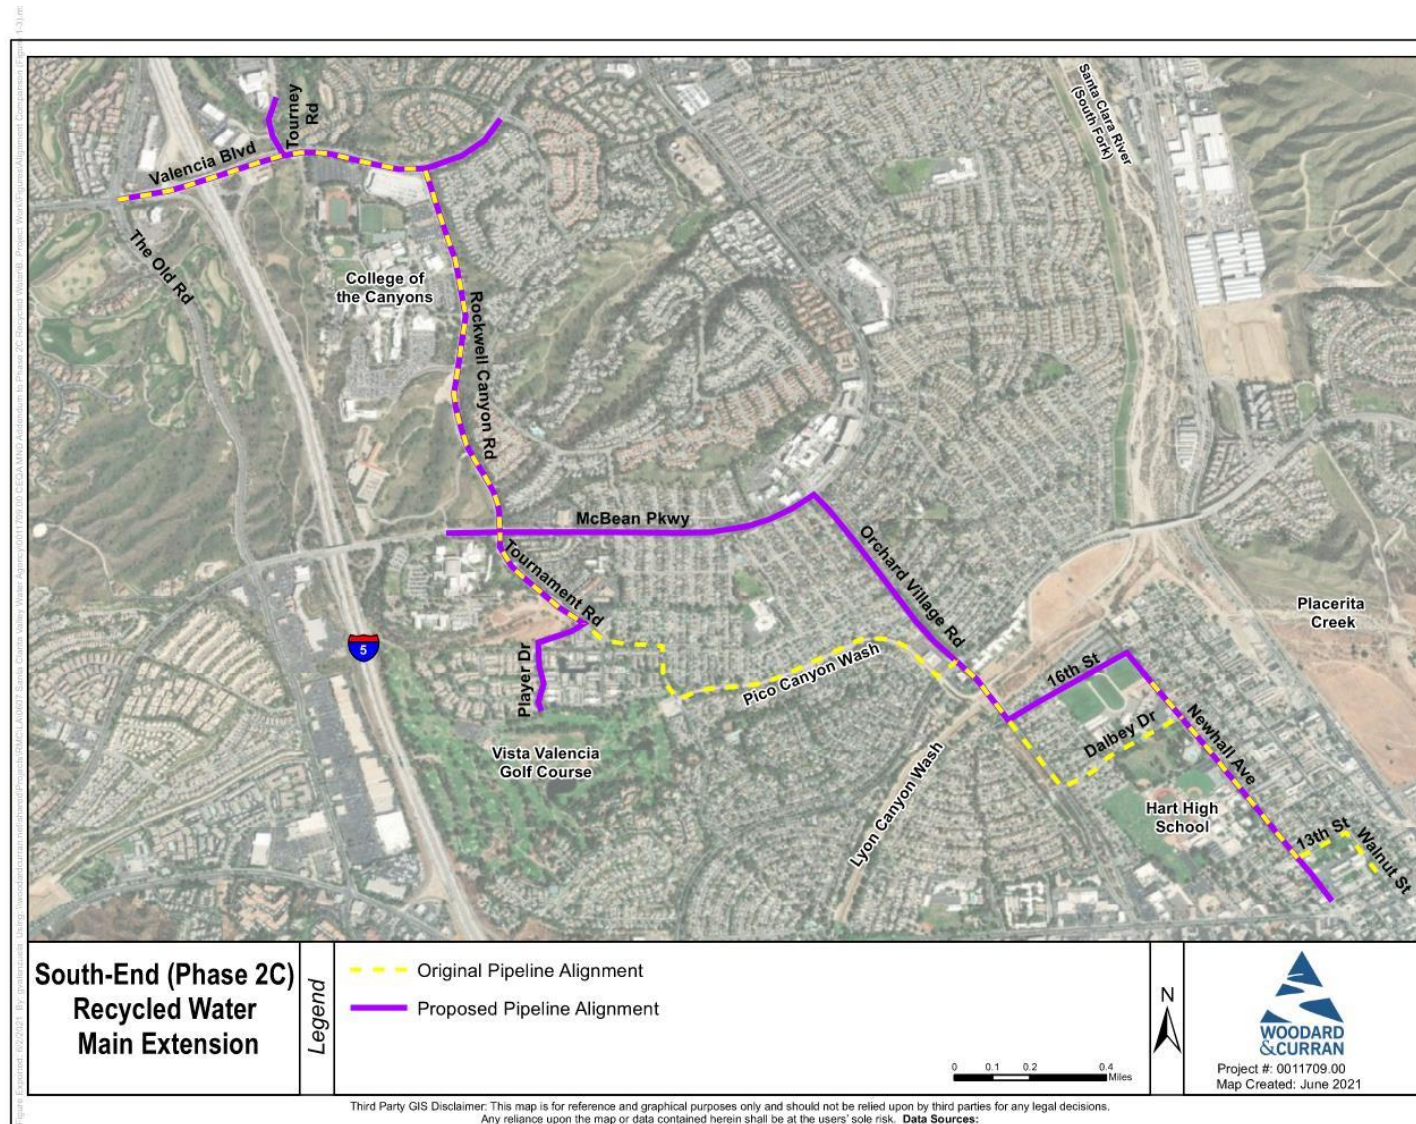 Tourney
Rd
Valencia Blvd
The Old Rd
College of
the Canyons
Rockwell Canyon Rd
Santa Clara River
(South Fork)
McBean Pkwy
Tournament Rd
Orchard Village Rd
Placerita
Creek
5
Player Dr
Pico Canyon Wash
16th St
Newhall Ave
Dalbey Dr
Vista Valencia
Golf Course
Lyon Canyon Wash
Hart High
School
13th St
Walnut St
South-End (Phase 2C)
Recycled Water
Main Extension
Legend
Original Pipeline Alignment
Proposed Pipeline Alignment
0 0.1 0.2 0.4
Miles
N
WOODARD
&CURRAN
Project #: 0011709.00
Map Created: June 2021
Third Party GIS Disclaimer: This map is for reference and graphical purposes only and should not be relied upon by third parties for any legal decisions.
Any reliance upon the map or data contained herein shall be at the users' sole risk. Data Sources: